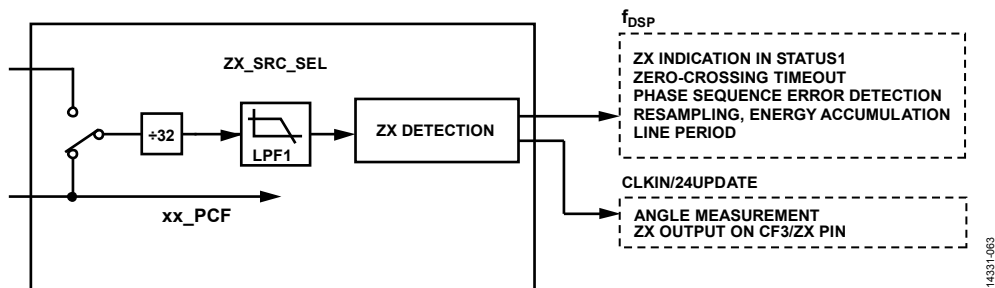 f_DSP
ZX_SRC_SEL
ZX INDICATION IN STATUS1
ZERO-CROSSING TIMEOUT
PHASE SEQUENCE ERROR DETECTION
RESAMPLING, ENERGY ACCUMULATION
LINE PERIOD
÷32
LPF1
ZX DETECTION
CLKIN/24UPDATE
xx_PCF
ANGLE MEASUREMENT
ZX OUTPUT ON CF3/ZX PIN
14331-063